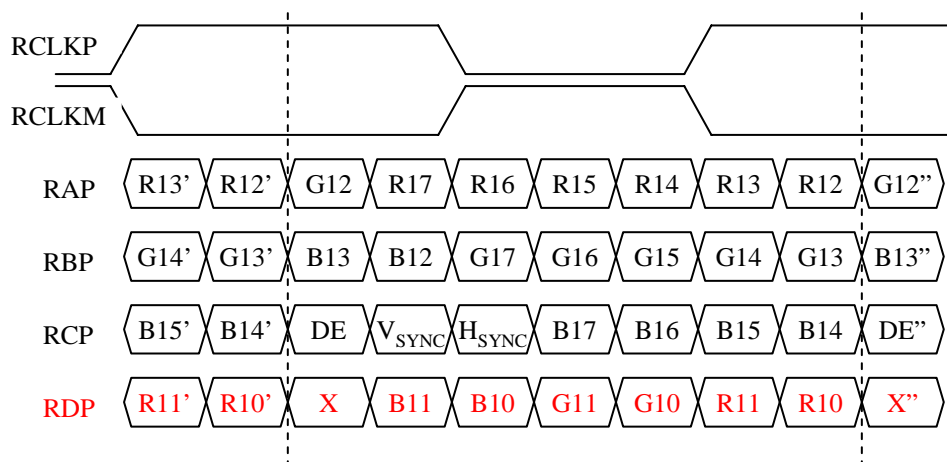 RCLKP
RCLKM
RAP R13’ R12’ G12 R17 R16 R15 R14 R13 R12 G12”
RBP G14’ G13’ B13 B12 G17 G16 G15 G14 G13 B13”
RCP B15’ B14’ DE VSYNC HSYNC B17 B16 B15 B14 DE”
RDP R11’ R10’ X B11 B10 G11 G10 R11 R10 X”